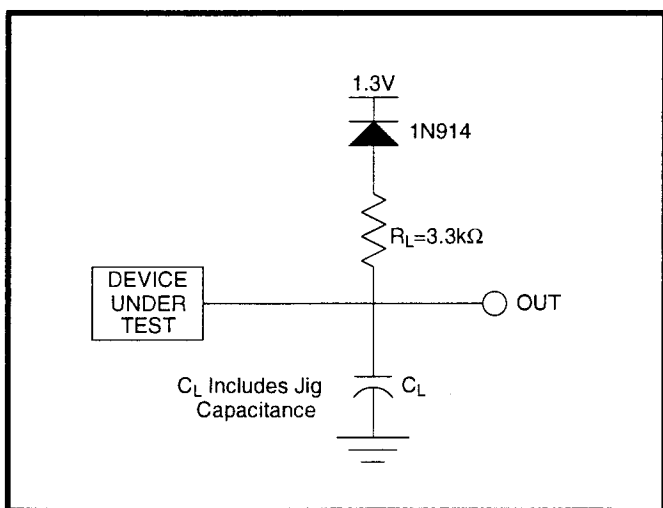 1.3V
1N914
R_L=3.3kΩ
DEVICE
UNDER
TEST
OUT
C_L Includes Jig
Capacitance
C_L